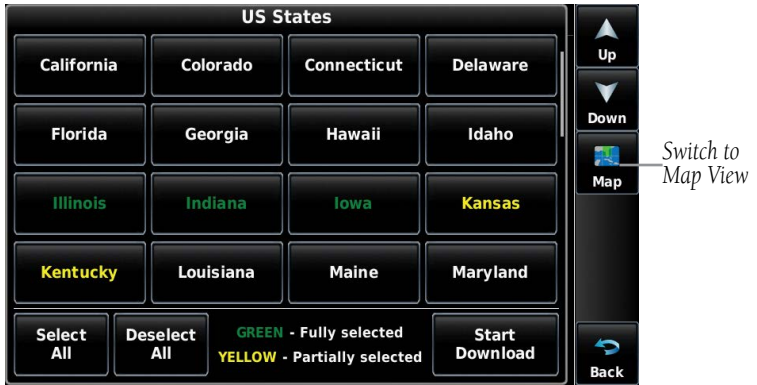 US States
California
Colorado
Connecticut
Delaware
Up
Florida
Georgia
Hawaii
Idaho
Down
Illinois
Indiana
Iowa
Kansas
Map
Switch to
Map View
Kentucky
Louisiana
Maine
Maryland
Select
All
Deselect
All
GREEN - Fully selected
YELLOW - Partially selected
Start
Download
Back